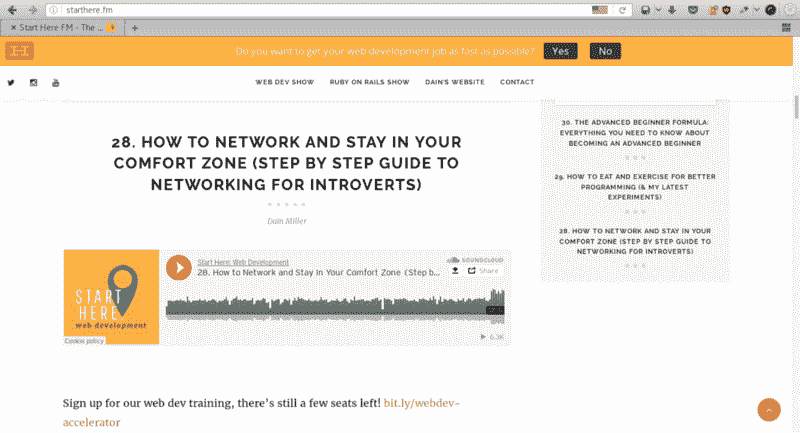 starthere.fm
Start Here FM - The ...
Do you want to get your web development job as fast as possible?
Yes
No
WEB DEV SHOW
RUBY ON RAILS SHOW
DAIN'S WEBSITE
CONTACT
28. HOW TO NETWORK AND STAY IN YOUR
COMFORT ZONE (STEP BY STEP GUIDE TO
NETWORKING FOR INTROVERTS)
Dain Miller
START
HERE
web development
Cookie policy
Start Here: Web Development
28. How to Network and Stay In Your Comfort Zone (Step b...
SOUNDCLOUD
Share
6.3K
Sign up for our web dev training, there's still a few seats left! bit.ly/webdev-
accelerator
30. THE ADVANCED BEGINNER FORMULA:
EVERYTHING YOU NEED TO KNOW ABOUT
BECOMING AN ADVANCED BEGINNER
29. HOW TO EAT AND EXERCISE FOR BETTER
PROGRAMMING (& MY LATEST
EXPERIMENTS)
28. HOW TO NETWORK AND STAY IN YOUR
COMFORT ZONE (STEP BY STEP GUIDE TO
NETWORKING FOR INTROVERTS)